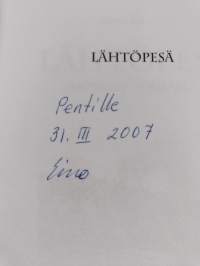 LÄHTÖPESÄ
Pentille
31. III 2007
Eino